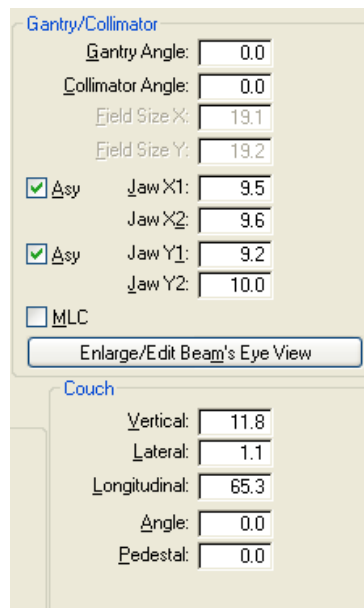 Gantry/Collimator
Gantry Angle: 0.0
Collimator Angle: 0.0
Field Size X: 19.1
Field Size Y: 19.2
Asy Jaw X1: 9.5
Jaw X2: 9.6
Asy Jaw Y1: 9.2
Jaw Y2: 10.0
MLC
Enlarge/Edit Beam's Eye View
Couch
Vertical: 11.8
Lateral: 1.1
Longitudinal: 65.3
Angle: 0.0
Pedestal: 0.0